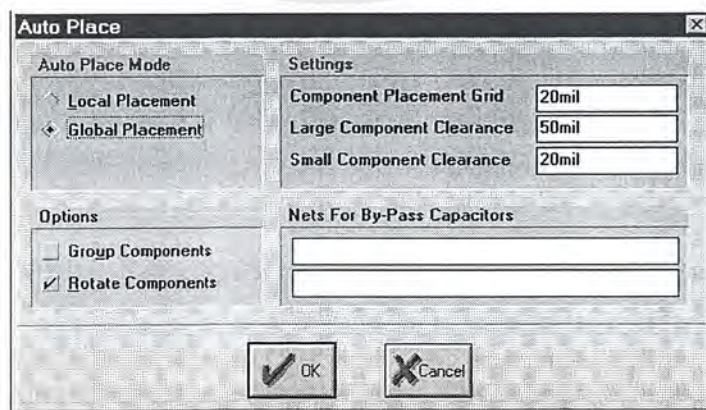 Auto Place
Auto Place Mode
Local Placement
Global Placement
Settings
Component Placement Grid 20mil
Large Component Clearance 50mil
Small Component Clearance 20mil
Options
Group Components
Rotate Components
Nets For By-Pass Capacitors
OK
Cancel